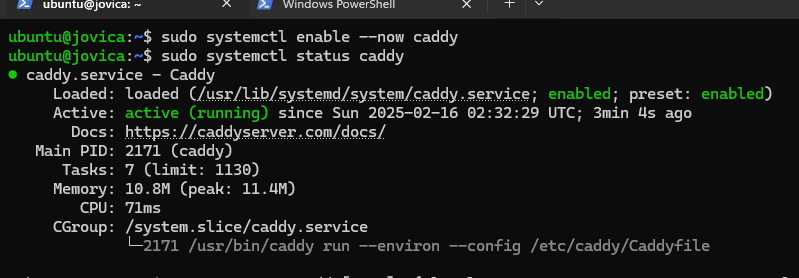 ubuntu@jovica: ~ × Windows PowerShell × +
ubuntu@jovica:~$ sudo systemctl enable --now caddy
ubuntu@jovica:~$ sudo systemctl status caddy
● caddy.service - Caddy
Loaded: loaded (/usr/lib/systemd/system/caddy.service; enabled; preset: enabled)
Active: active (running) since Sun 2025-02-16 02:32:29 UTC; 3min 4s ago
Docs: https://caddyserver.com/docs/
Main PID: 2171 (caddy)
Tasks: 7 (limit: 1130)
Memory: 10.8M (peak: 11.4M)
CPU: 71ms
CGroup: /system.slice/caddy.service
└─2171 /usr/bin/caddy run --environ --config /etc/caddy/Caddyfile